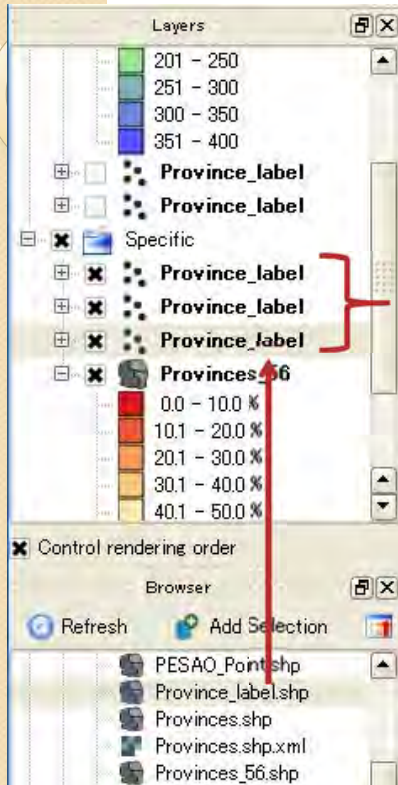 Layers
201 - 250
251 - 300
300 - 350
351 - 400
Province_label
Province_label
Specific
Province_label
Province_label
Province_label
Provinces_56
0.0 - 10.0 %
10.1 - 20.0 %
20.1 - 30.0 %
30.1 - 40.0 %
40.1 - 50.0 %
Control rendering order
Browser
Refresh Add Selection
PESAO_Point.shp
Province_label.shp
Provinces.shp
Provinces.shp.xml
Provinces_56.shp